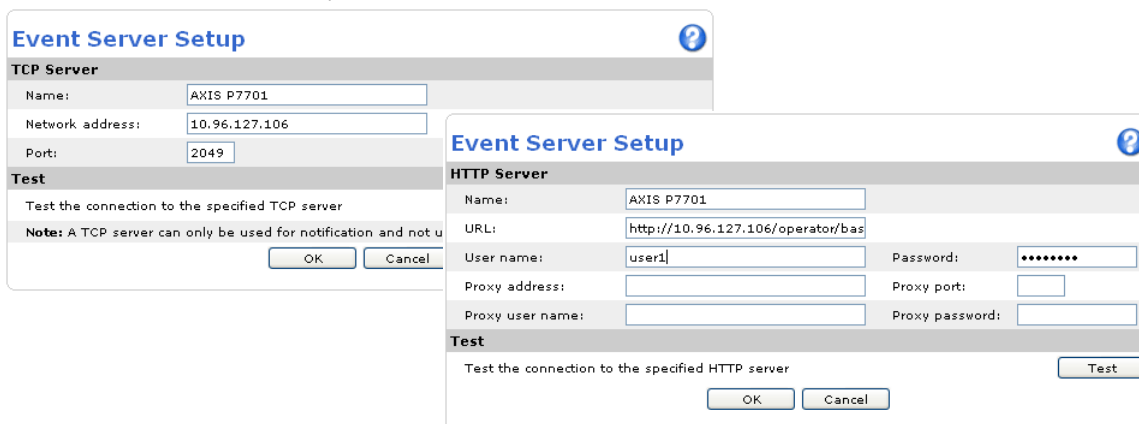 Event Server Setup
TCP Server
Name: AXIS P7701
Network address: 10.96.127.106
Port: 2049
Test
Test the connection to the specified TCP server
Note: A TCP server can only be used for notification and not u
OK Cancel
Event Server Setup
HTTP Server
Name: AXIS P7701
URL: http://10.96.127.106/operator/bas
User name: user1 Password: ••••••••
Proxy address: Proxy port:
Proxy user name: Proxy password:
Test
Test the connection to the specified HTTP server Test
OK Cancel